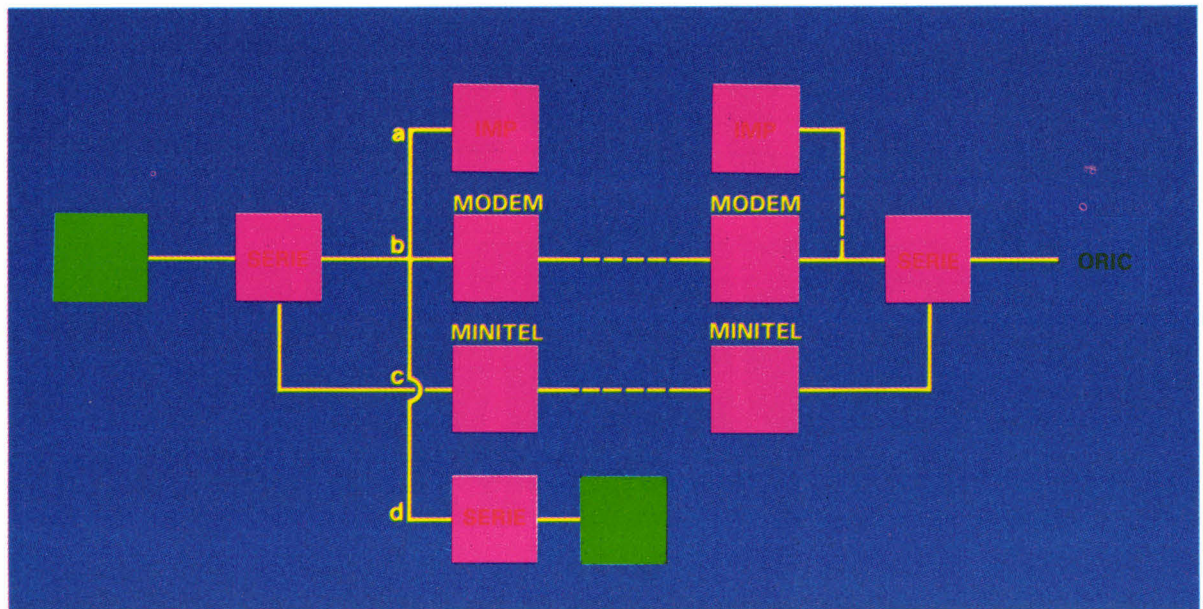 a
IMP
IMP
MODEM
MODEM
b
SERIE
SERIE
ORIC
MINITEL
MINITEL
c
d
SERIE